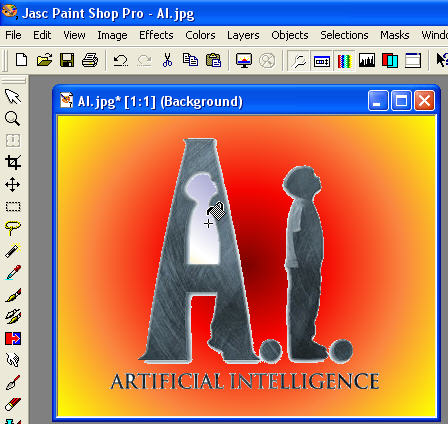 Jasc Paint Shop Pro - AI.jpg
File Edit View Image Effects Colors Layers Objects Selections Masks Windo
AI.jpg* [1:1] (Background)
A.I.
ARTIFICIAL INTELLIGENCE